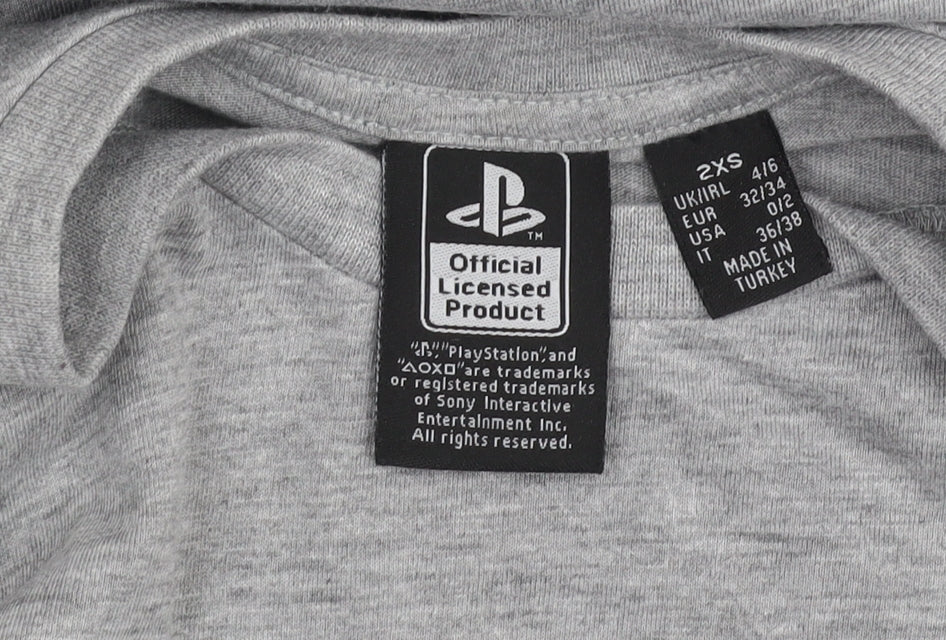 TM
Official
Licensed
Product
" ", "PlayStation", and
"△○X□" are trademarks
or registered trademarks
of Sony Interactive
Entertainment Inc.
All rights reserved.
2XS
UK/IRL 4/6
EUR 32/34
USA 0/2
IT 36/38
MADE IN
TURKEY